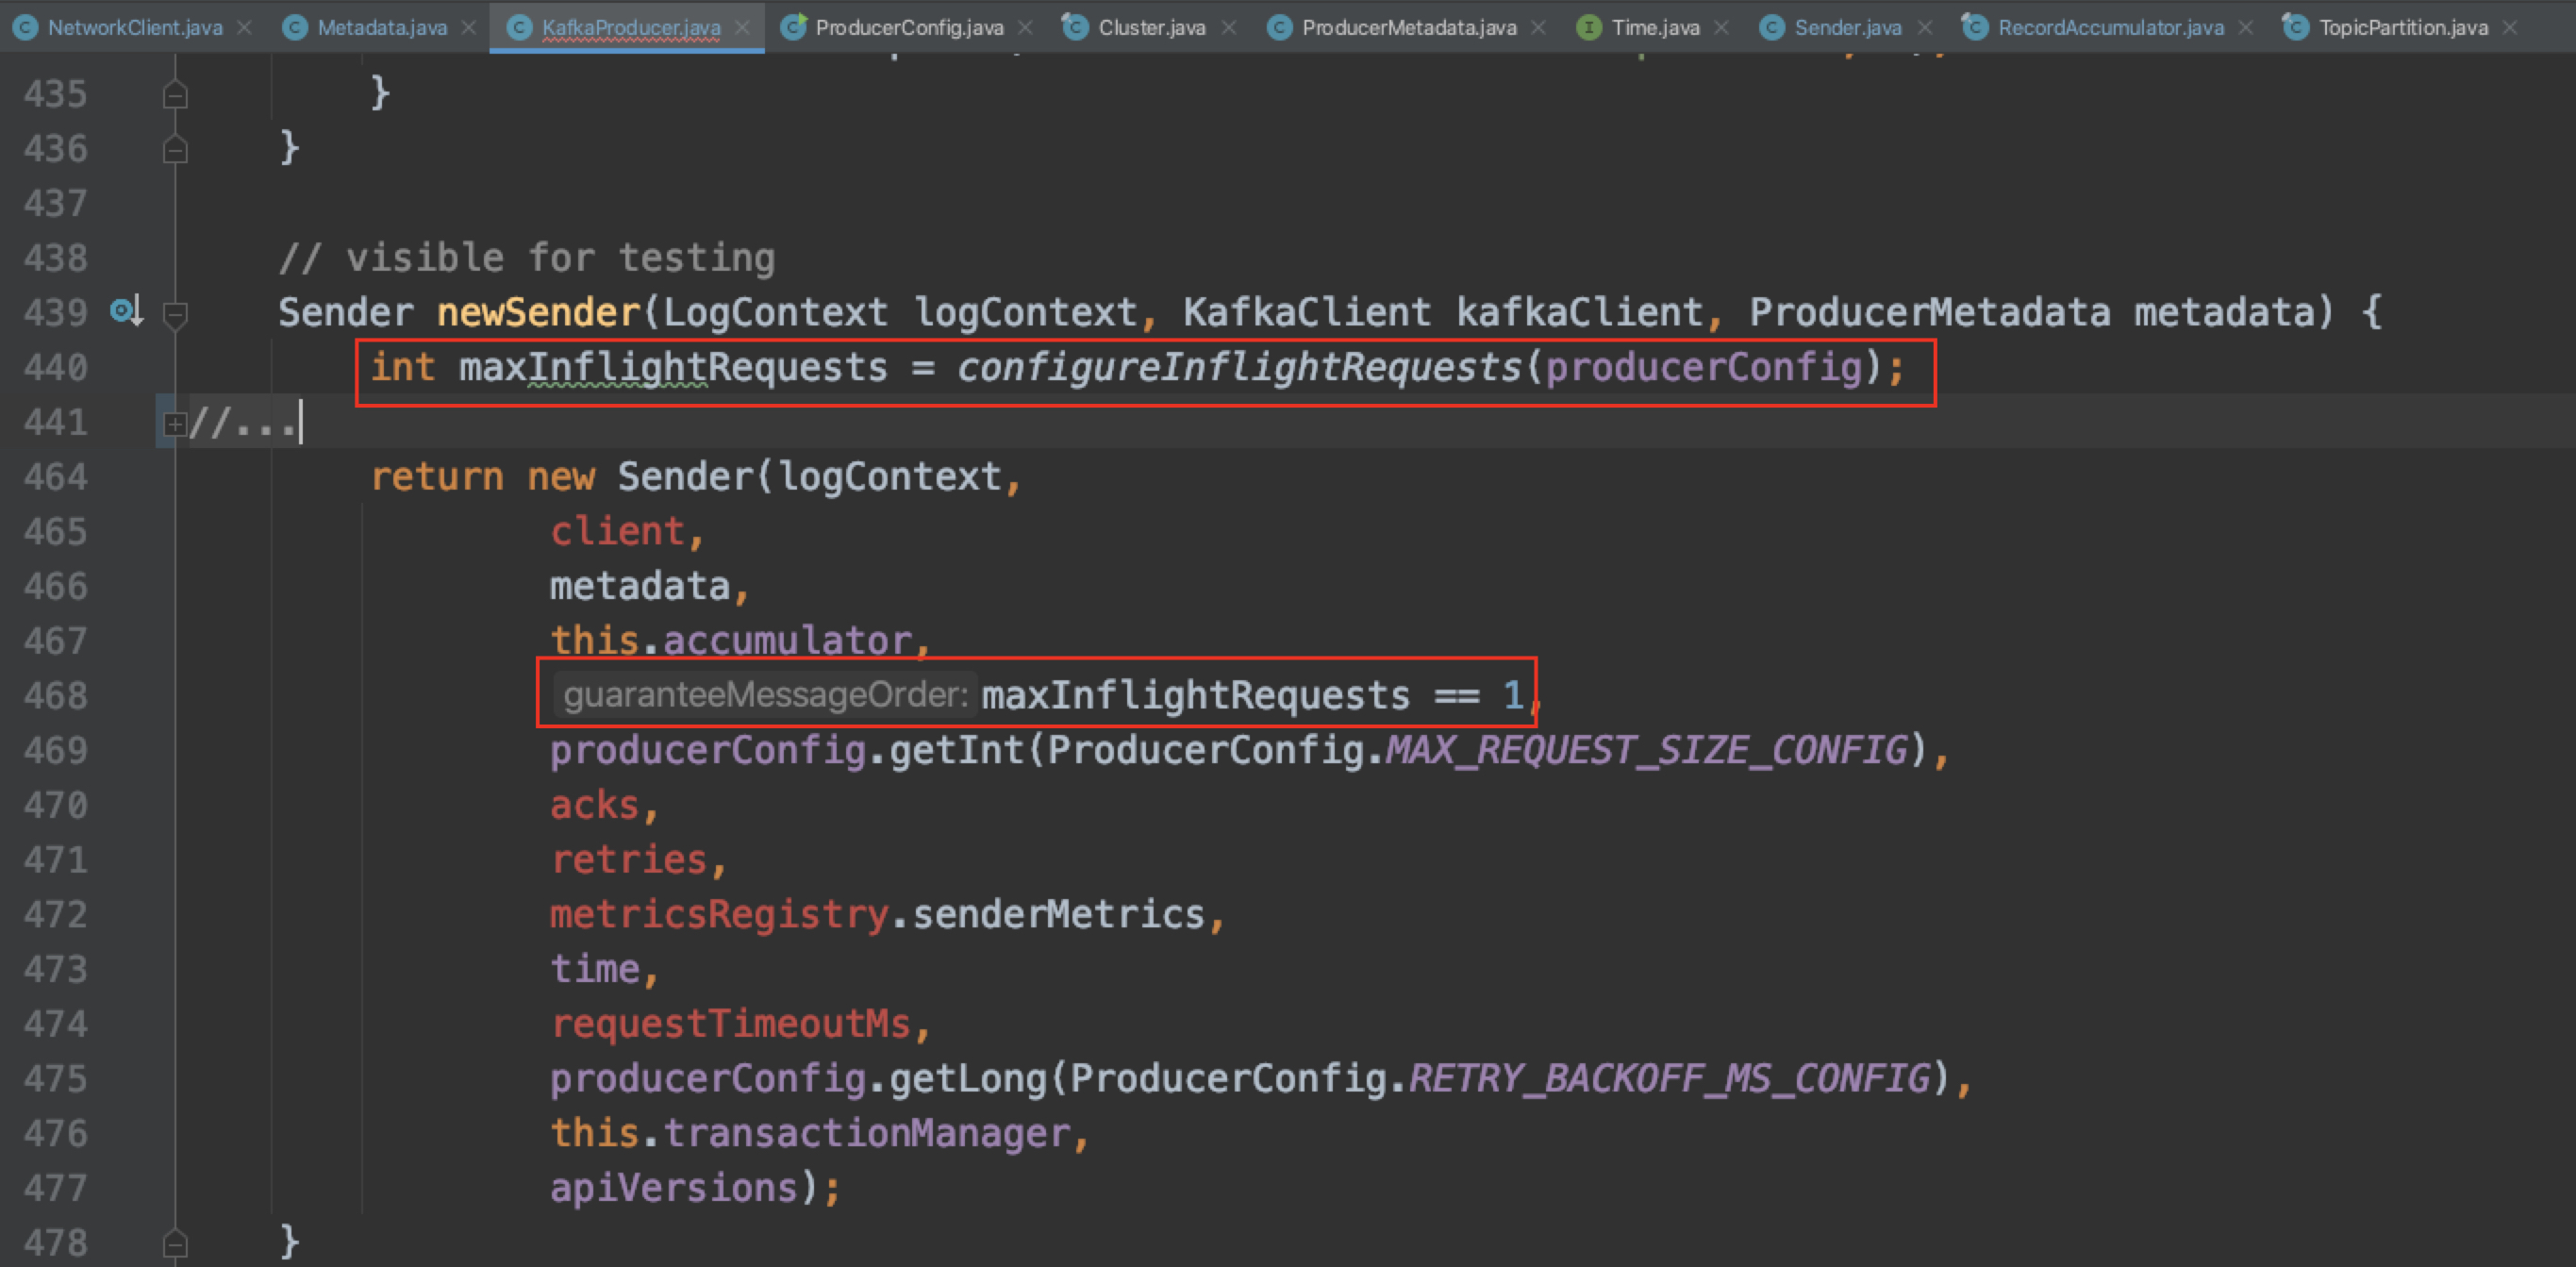 NetworkClient.java Metadata.java KafkaProducer.java ProducerConfig.java Cluster.java ProducerMetadata.java Time.java Sender.java RecordAccumulator.java TopicPartition.java
435 }
436 }
437
438 // visible for testing
439 Sender newSender(LogContext logContext, KafkaClient kafkaClient, ProducerMetadata metadata) {
440 int maxInflightRequests = configureInflightRequests(producerConfig);
441 //...
464 return new Sender(logContext,
465 client,
466 metadata,
467 this.accumulator,
468 guaranteeMessageOrder: maxInflightRequests == 1,
469 producerConfig.getInt(ProducerConfig.MAX_REQUEST_SIZE_CONFIG),
470 acks,
471 retries,
472 metricsRegistry.senderMetrics,
473 time,
474 requestTimeoutMs,
475 producerConfig.getLong(ProducerConfig.RETRY_BACKOFF_MS_CONFIG),
476 this.transactionManager,
477 apiVersions);
478 }